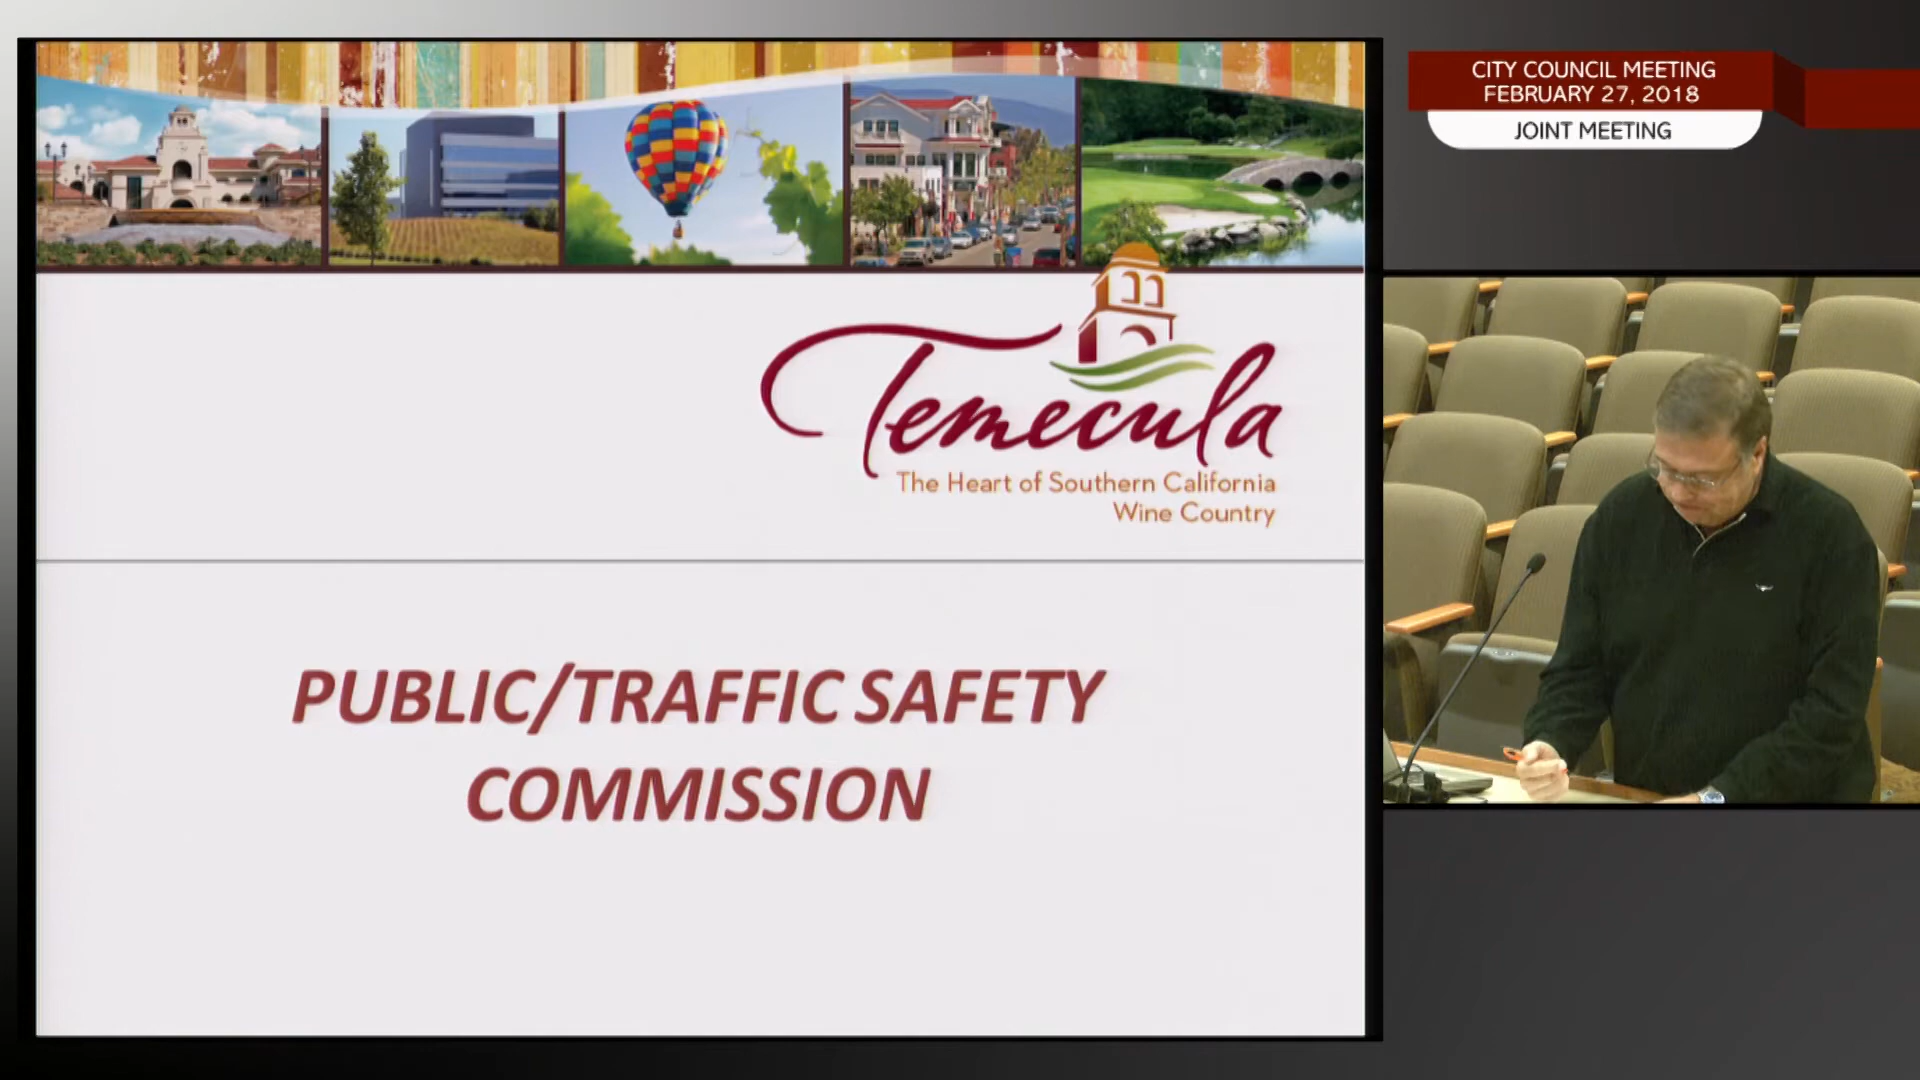 CITY COUNCIL MEETING
FEBRUARY 27, 2018
JOINT MEETING
Temecula
The Heart of Southern California
Wine Country
PUBLIC/TRAFFIC SAFETY
COMMISSION